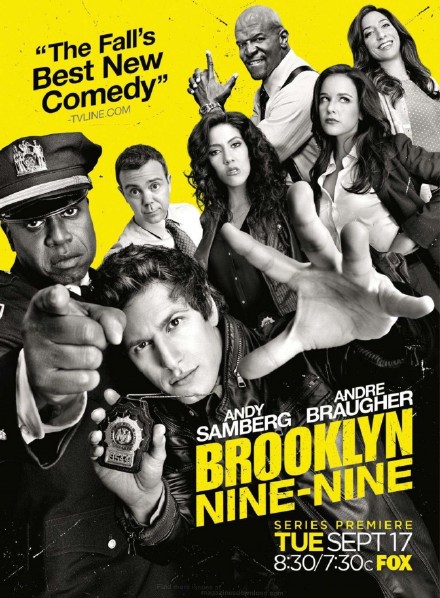 “The Fall's
Best New
Comedy”
-TVLINE.COM
ANDY
SAMBERG
ANDRE
BRAUGHER
BROOKLYN
NINE-NINE
SERIES PREMIERE
TUE SEPT 17
8:30/7:30c FOX